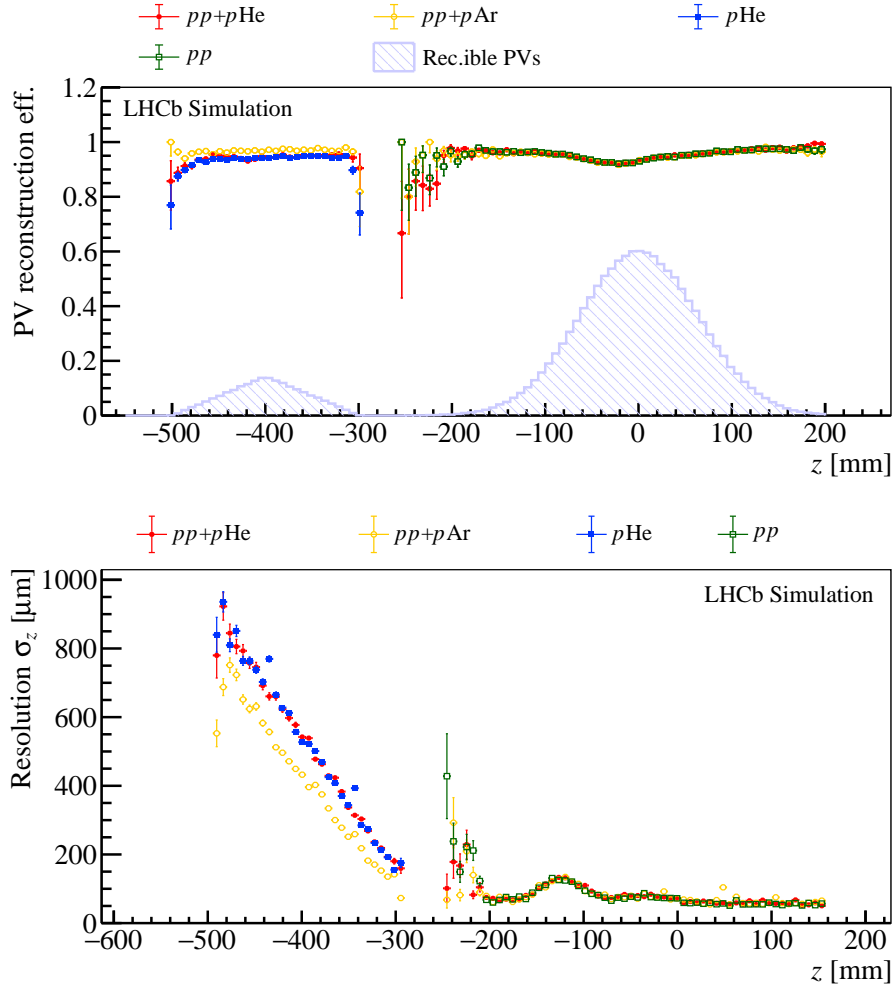 pp+pHe pp+pAr pHe
pp Rec.ible PVs
LHCb Simulation
PV reconstruction eff.
1.2
1
0.8
0.6
0.4
0.2
0
−500 −400 −300 −200 −100 0 100 200
z [mm]
pp+pHe pp+pAr pHe pp
LHCb Simulation
Resolution σz [μm]
1000
800
600
400
200
0
−600 −500 −400 −300 −200 −100 0 100 200
z [mm]